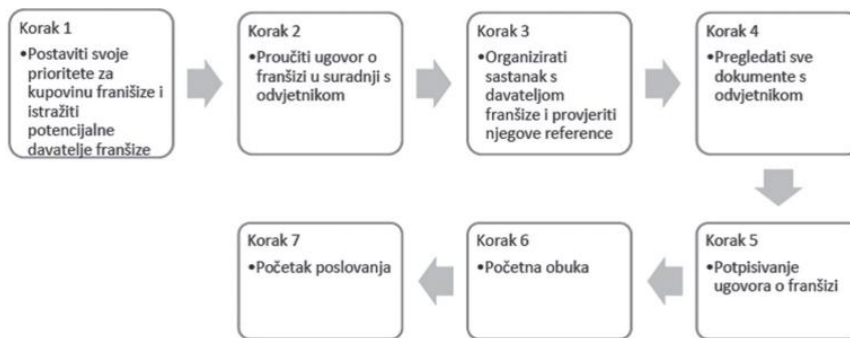 Korak 1
•Postaviti svoje
prioritete za
kupovinu franišize i
istražiti
potencijalne
davatelje franšize
Korak 2
•Proučiti ugovor o
franšizi u suradnji s
odvjetnikom
Korak 3
•Organizirati
sastanak s
davateljom
franšize i provjeriti
njegove reference
Korak 4
•Pregledati sve
dokumente s
odvjetnikom
Korak 5
•Potpisivanje
ugovora o franšizi
Korak 6
•Početna obuka
Korak 7
•Početak poslovanja